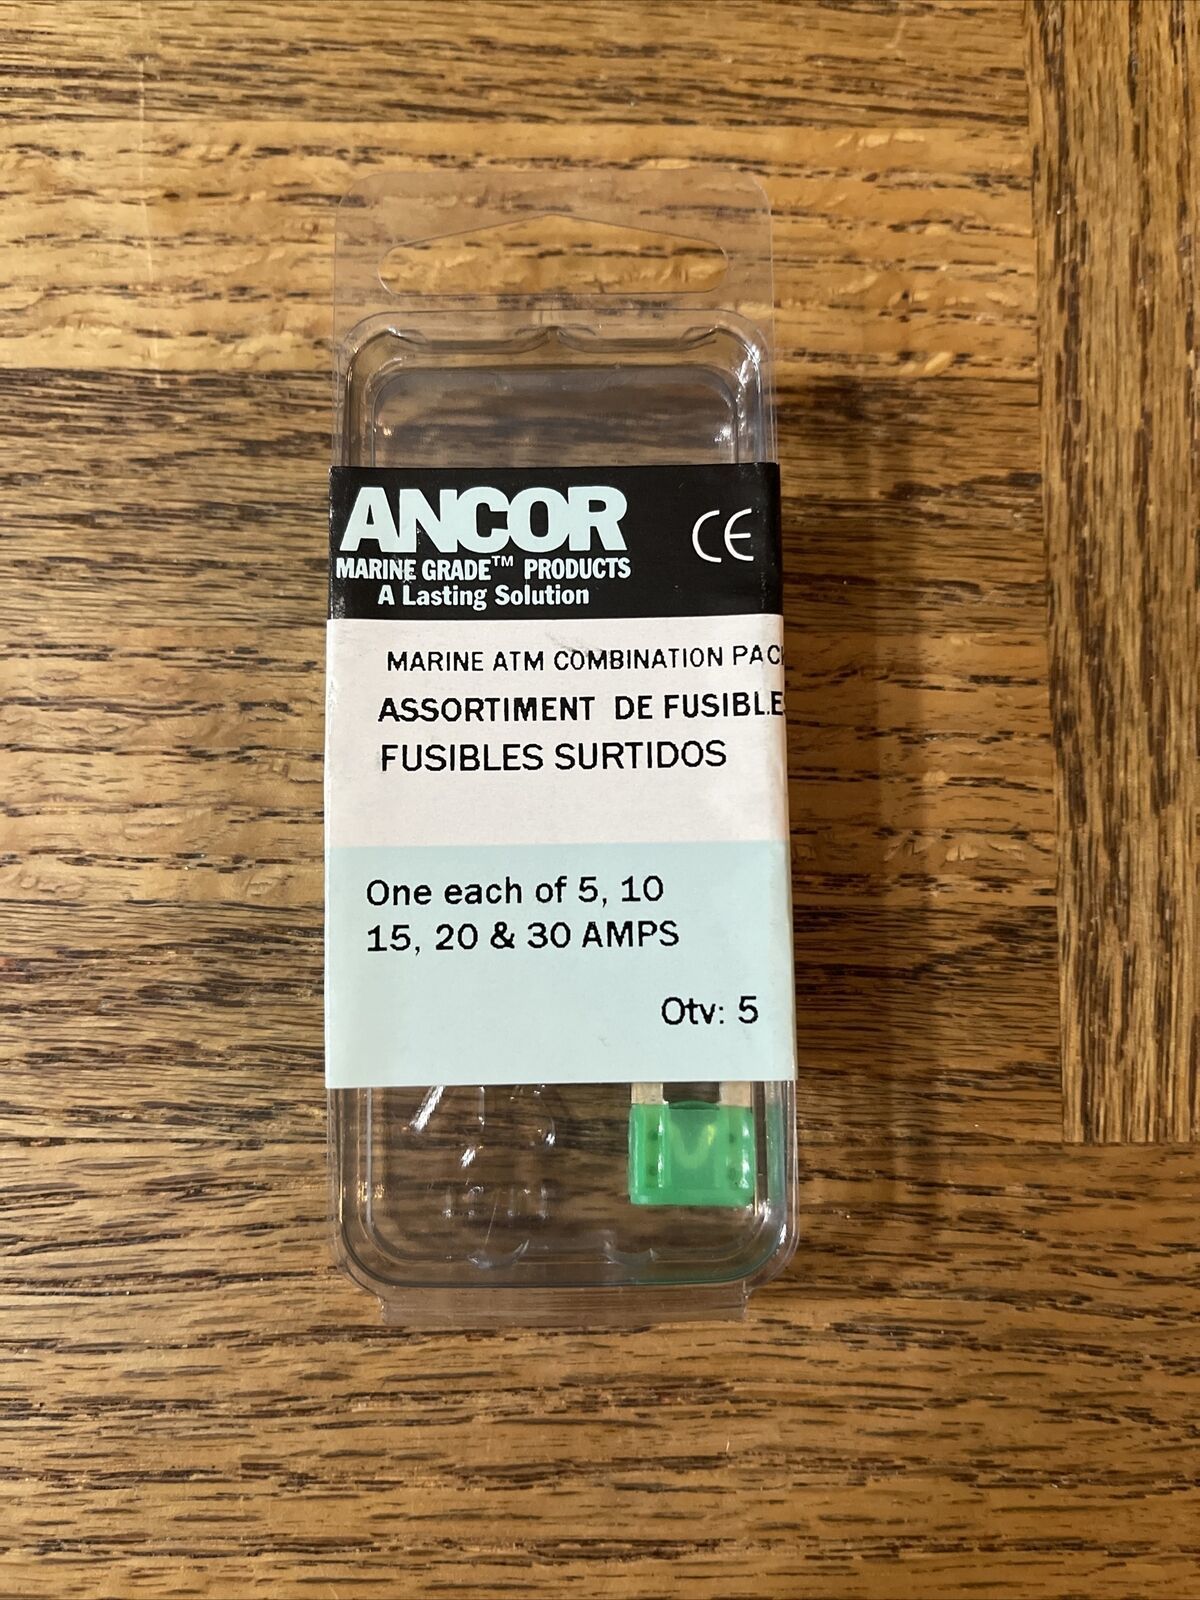 ANCOR
CE
MARINE GRADE™ PRODUCTS
A Lasting Solution
MARINE ATM COMBINATION PAC
ASSORTIMENT DE FUSIBLE
FUSIBLES SURTIDOS
One each of 5, 10
15, 20 & 30 AMPS
Qty: 5